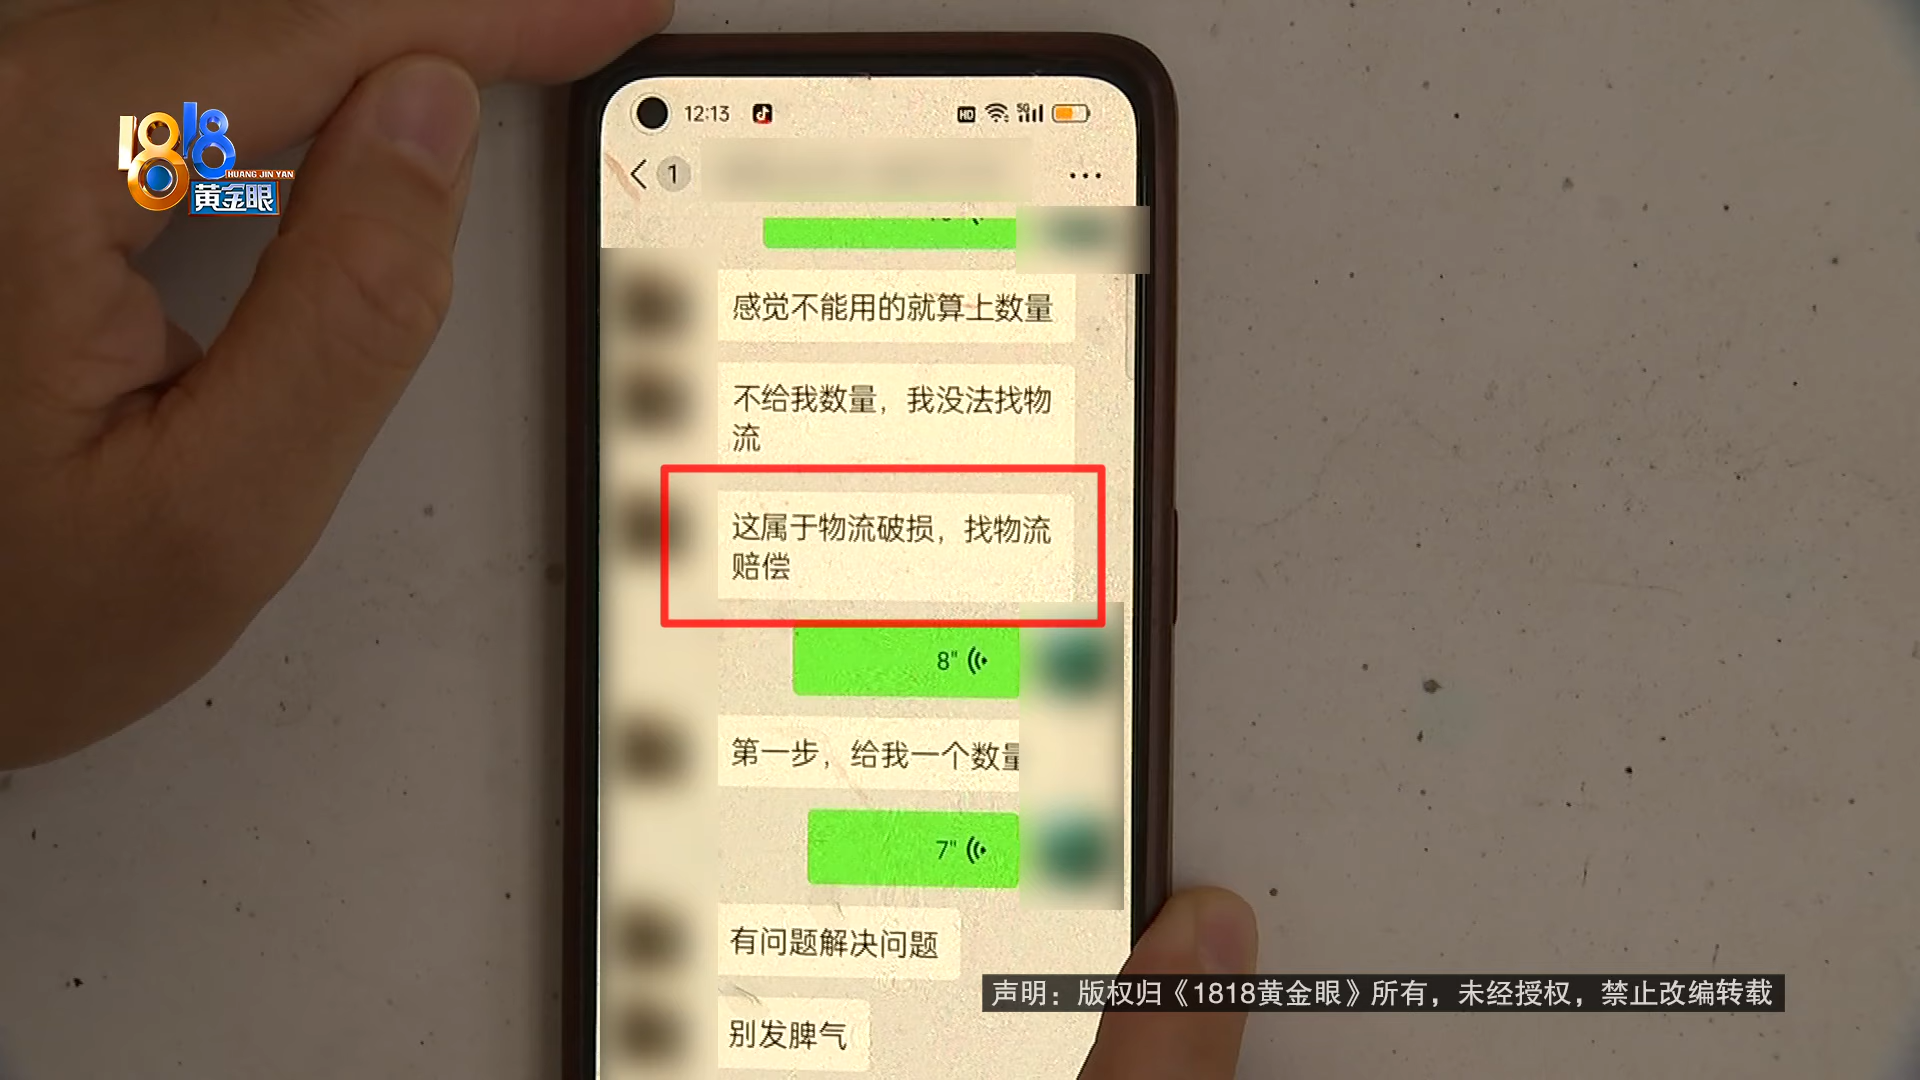 1818
HUANG JIN YAN
黄金眼
12:13
HD
5G
1
感觉不能用的就算上数量
不给我数量，我没法找物
流
这属于物流破损，找物流
赔偿
8"
第一步，给我一个数量
7"
有问题解决问题
别发脾气
声明：版权归《1818黄金眼》所有，未经授权，禁止改编转载